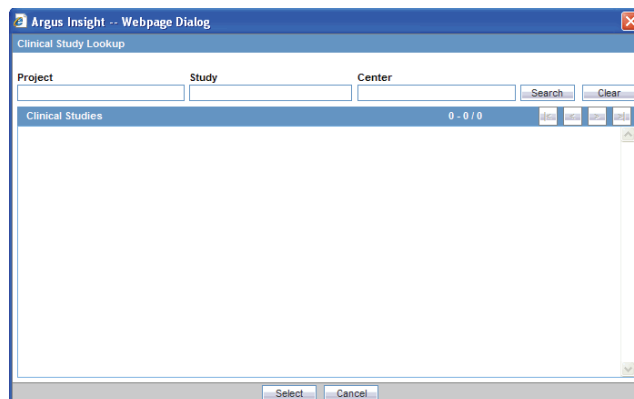 Argus Insight -- Webpage Dialog
Clinical Study Lookup
Project Study Center
Search Clear
Clinical Studies 0 - 0 / 0
Select Cancel